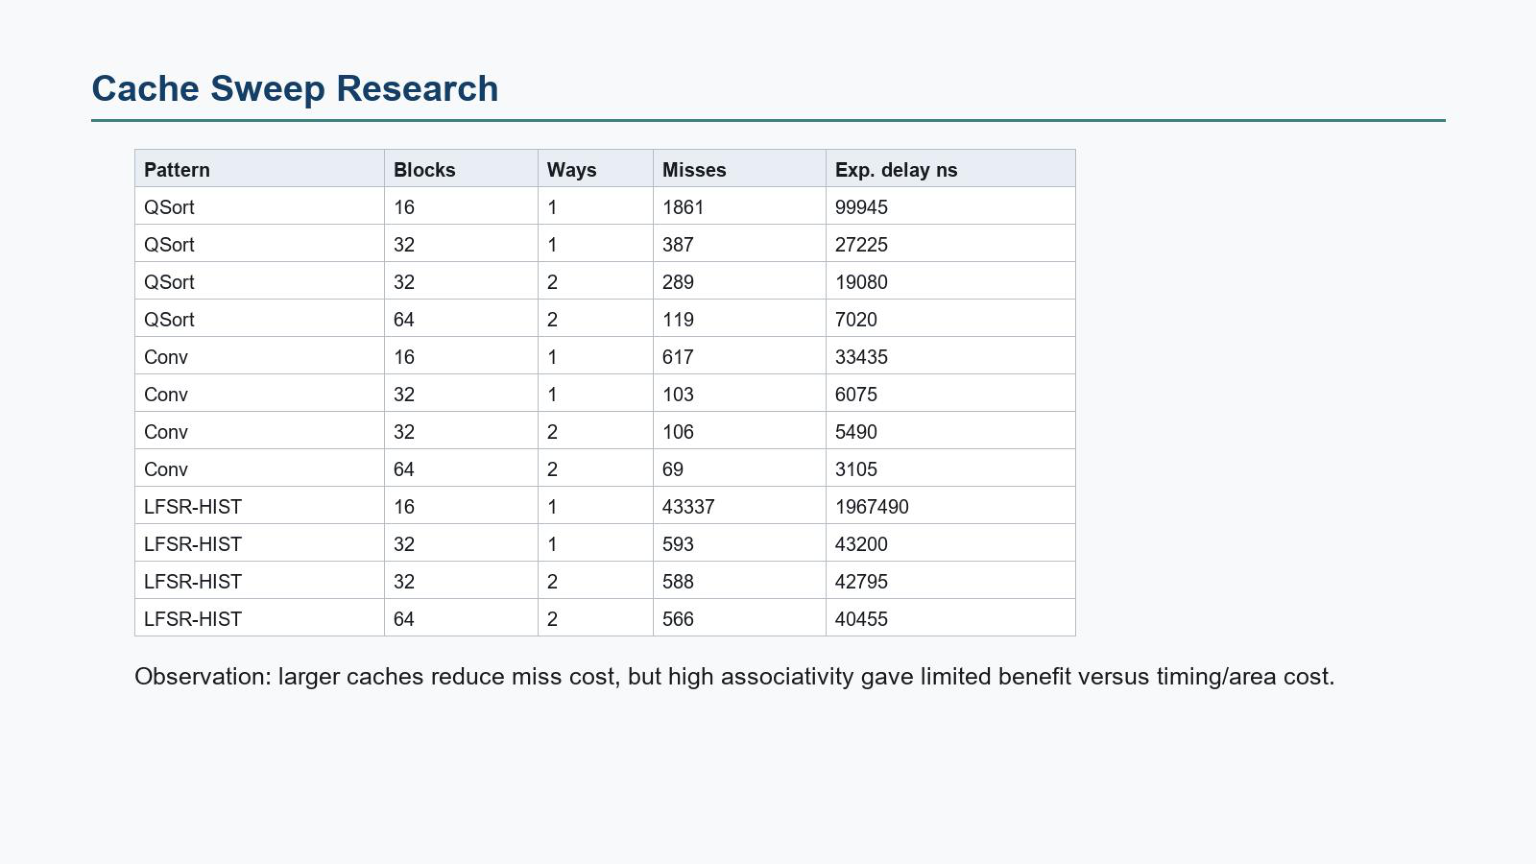 Cache Sweep Research
Pattern Blocks Ways Misses Exp. delay ns
QSort 16 1 1861 99945
QSort 32 1 387 27225
QSort 32 2 289 19080
QSort 64 2 119 7020
Conv 16 1 617 33435
Conv 32 1 103 6075
Conv 32 2 106 5490
Conv 64 2 69 3105
LFSR-HIST 16 1 43337 1967490
LFSR-HIST 32 1 593 43200
LFSR-HIST 32 2 588 42795
LFSR-HIST 64 2 566 40455
Observation: larger caches reduce miss cost, but high associativity gave limited benefit versus timing/area cost.